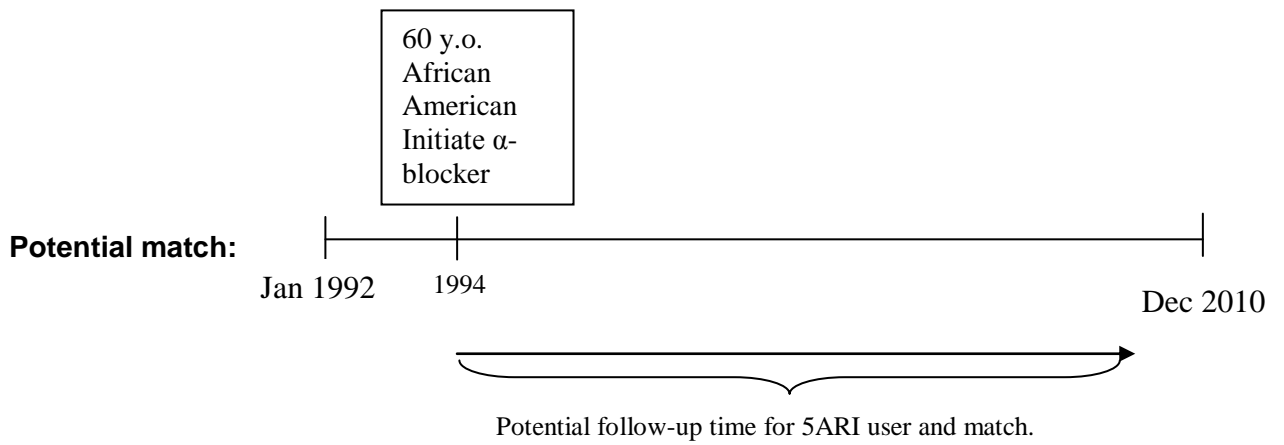 60 y.o.
African
American
Initiate α-
blocker
Potential match:
Jan 1992
1994
Dec 2010
Potential follow-up time for 5ARI user and match.